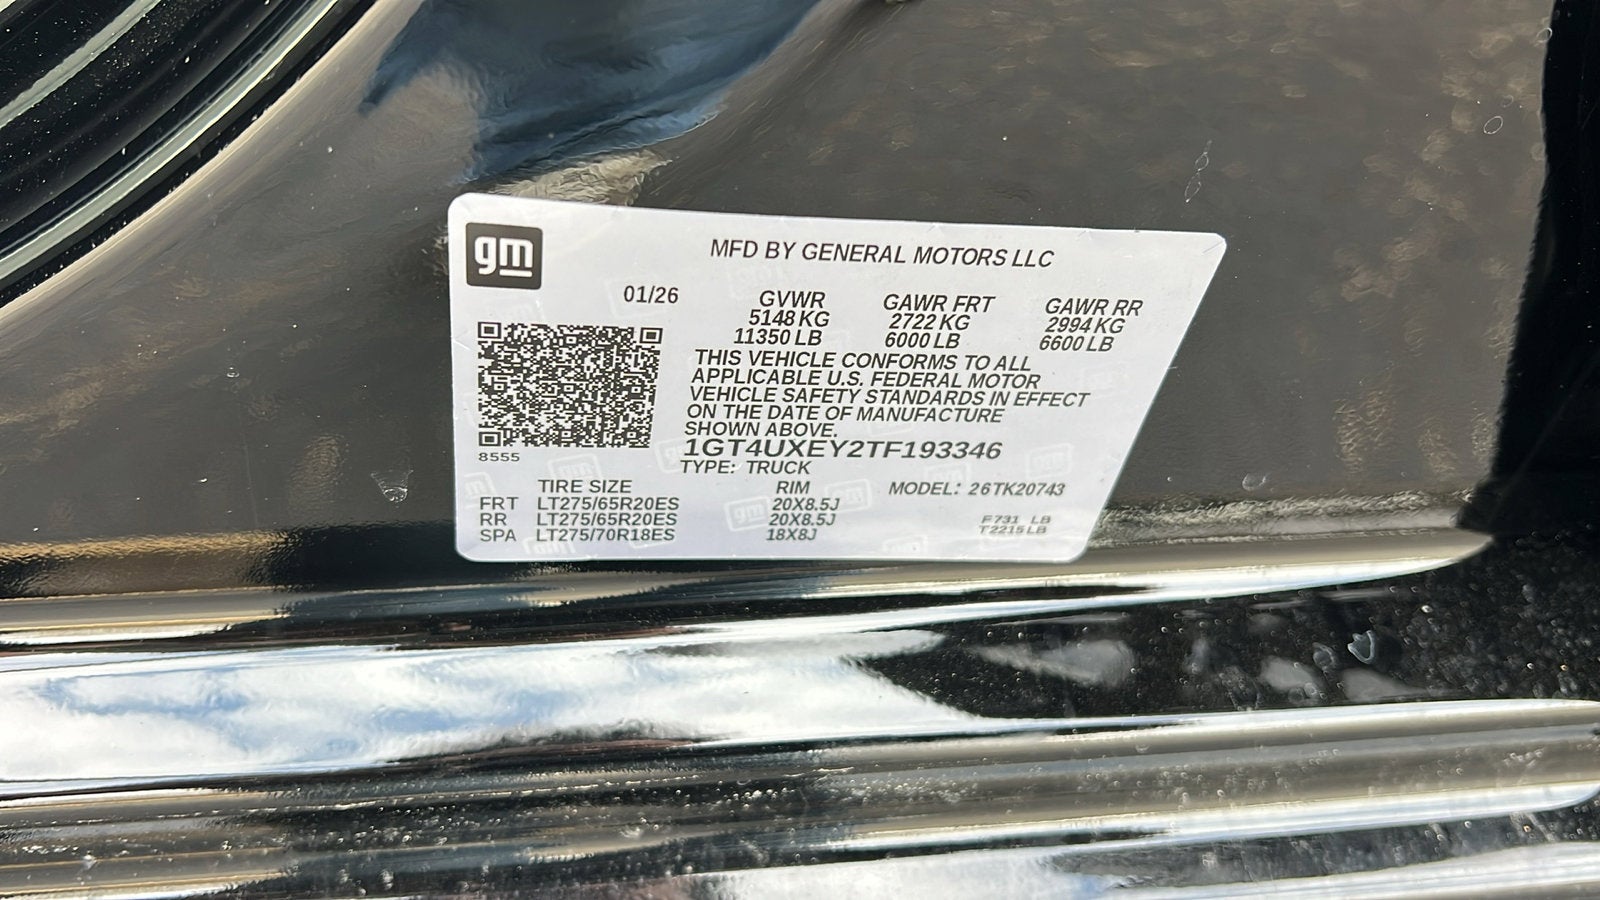 gm
MFD BY GENERAL MOTORS LLC
01/26 GVWR GAWR FRT GAWR RR
5148 KG 2722 KG 2994 KG
11350 LB 6000 LB 6600 LB
THIS VEHICLE CONFORMS TO ALL
APPLICABLE U.S. FEDERAL MOTOR
VEHICLE SAFETY STANDARDS IN EFFECT
ON THE DATE OF MANUFACTURE
SHOWN ABOVE.
1GT4UXEY2TF193346
8555
TYPE: TRUCK
TIRE SIZE RIM MODEL: 26TK20743
FRT LT275/65R20ES 20X8.5J
RR LT275/65R20ES 20X8.5J F731 LB
SPA LT275/70R18ES 18X8J T2215LB